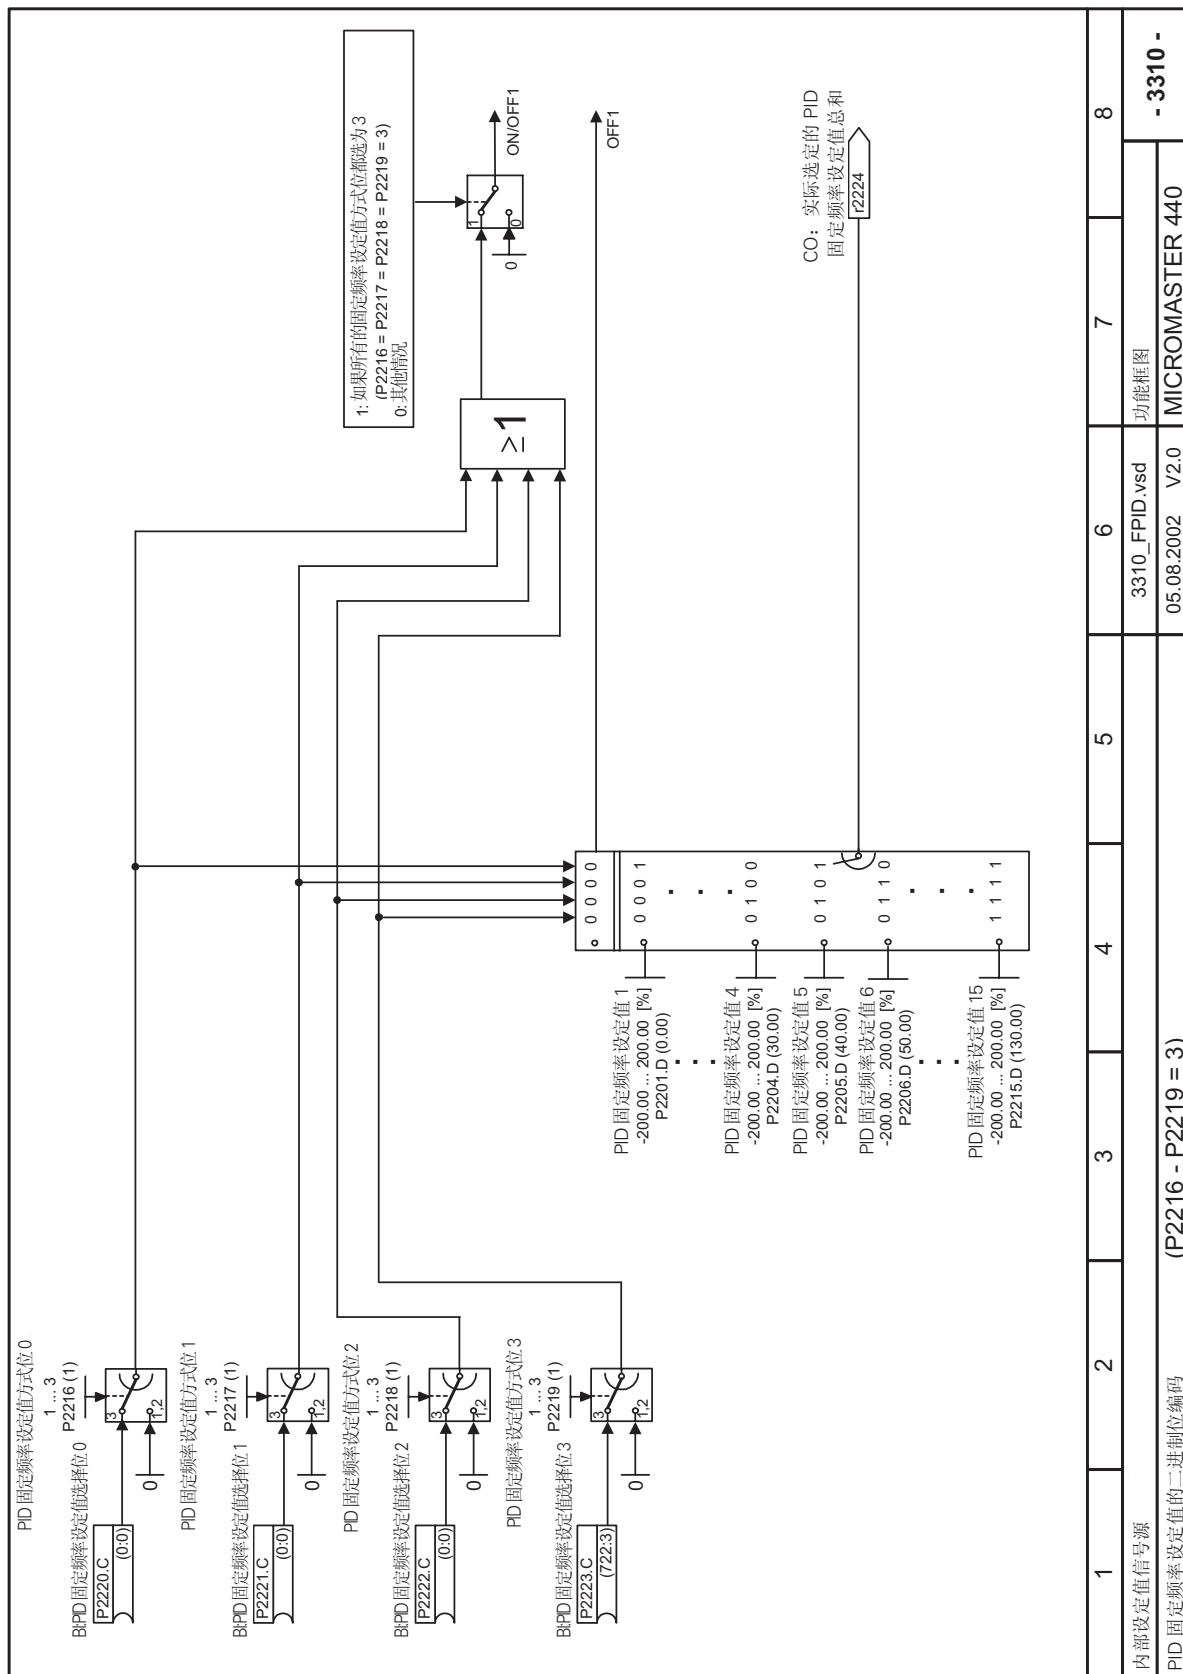 PID 固定频率设定值方式位 0
1 ... 3
P2216 (1)
BI:PID 固定频率设定值选择位 0
P2220.C
(0:0)
3
1,2
0
PID 固定频率设定值方式位 1
1 ... 3
P2217 (1)
BI:PID 固定频率设定值选择位 1
P2221.C
(0:0)
3
1,2
0
PID 固定频率设定值方式位 2
1 ... 3
P2218 (1)
BI:PID 固定频率设定值选择位 2
P2222.C
(0:0)
3
1,2
0
PID 固定频率设定值方式位 3
1 ... 3
P2219 (1)
BI:PID 固定频率设定值选择位 3
P2223.C
(722:3)
3
1,2
0
1: 如果所有的固定频率设定值方式位都选为 3
(P2216 = P2217 = P2218 = P2219 = 3)
0: 其他情况
≥1
1
0
0
ON/OFF1
OFF1
0 0 0 0
0 0 0 1
0 1 0 0
0 1 0 1
0 1 1 0
1 1 1 1
PID 固定频率设定值 1
-200.00 ... 200.00 [%]
P2201.D (0.00)
PID 固定频率设定值 4
-200.00 ... 200.00 [%]
P2204.D (30.00)
PID 固定频率设定值 5
-200.00 ... 200.00 [%]
P2205.D (40.00)
PID 固定频率设定值 6
-200.00 ... 200.00 [%]
P2206.D (50.00)
PID 固定频率设定值 15
-200.00 ... 200.00 [%]
P2215.D (130.00)
CO: 实际选定的 PID
固定频率设定值总和
r2224
1 2 3 4 5 6 7 8
内部设定值信号源
3310_FPID.vsd
功能框图
- 3310 -
PID 固定频率设定值的二进制位编码
(P2216 - P2219 = 3)
05.08.2002 V2.0
MICROMASTER 440